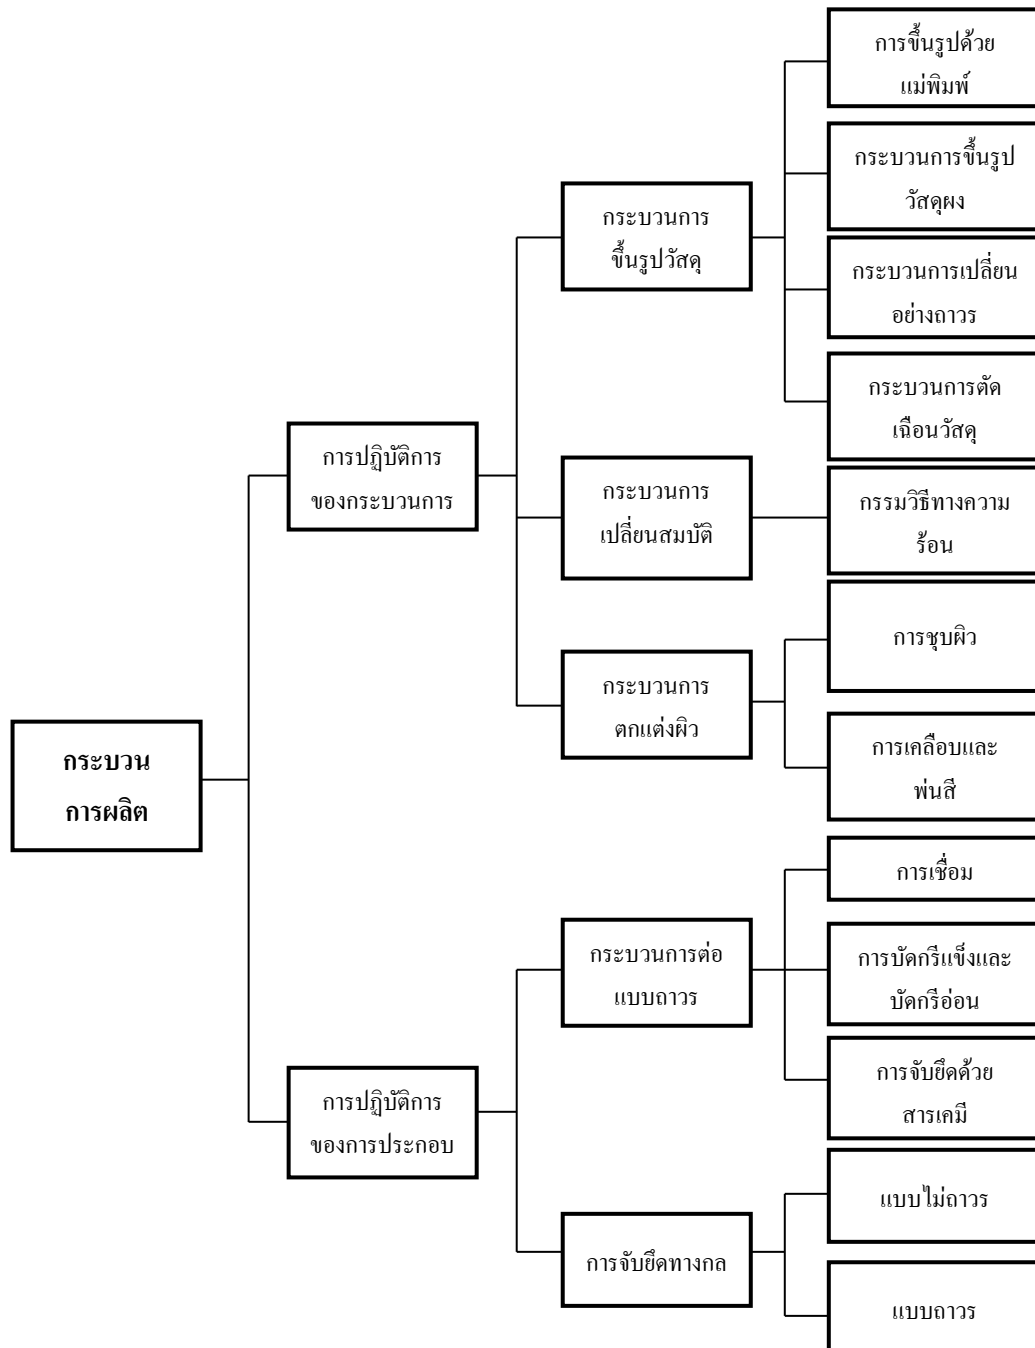 กระบวน
การผลิต
การปฏิบัติการ
ของกระบวนการ
กระบวนการ
ขึ้นรูปวัสดุ
การขึ้นรูปด้วย
แม่พิมพ์
กระบวนการขึ้นรูป
วัสดุผง
กระบวนการเปลี่ยน
อย่างถาวร
กระบวนการตัด
เฉือนวัสดุ
กระบวนการ
เปลี่ยนสมบัติ
กรรมวิธีทางความ
ร้อน
กระบวนการ
ตกแต่งผิว
การชุบผิว
การเคลือบและ
พ่นสี
การปฏิบัติการ
ของการประกอบ
กระบวนการต่อ
แบบถาวร
การเชื่อม
การบัดกรีแข็งและ
บัดกรีอ่อน
การจับยึดด้วย
สารเคมี
การจับยึดทางกล
แบบไม่ถาวร
แบบถาวร